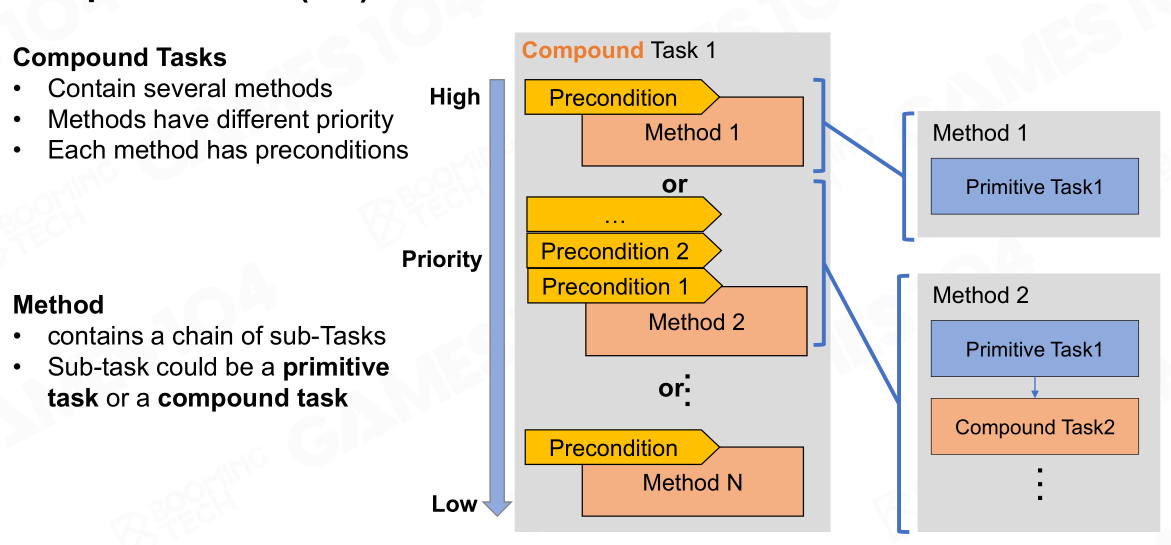 Compound Tasks
• Contain several methods
• Methods have different priority
• Each method has preconditions
Method
• contains a chain of sub-Tasks
• Sub-task could be a primitive
task or a compound task
High
Priority
Low
Compound Task 1
Precondition
Method 1
or
...
Precondition 2
Precondition 1
Method 2
or
⋮
Precondition
Method N
Method 1
Primitive Task1
Method 2
Primitive Task1
Compound Task2
⋮
GAMES104
BOOMING
TECH